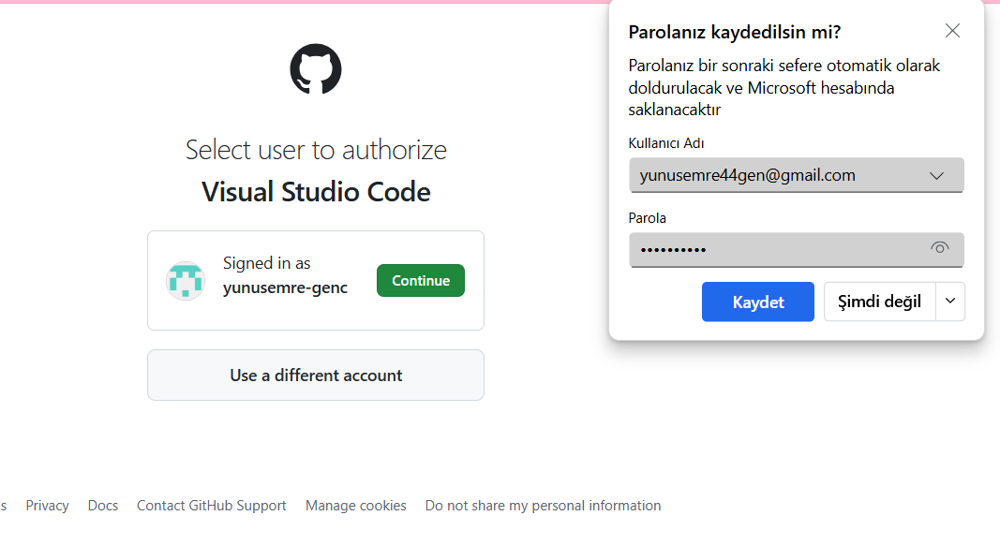 Select user to authorize
Visual Studio Code
Signed in as
yunusemre-genc
Continue
Use a different account
s Privacy Docs Contact GitHub Support Manage cookies Do not share my personal information
Parolanız kaydedilsin mi?
Parolanız bir sonraki sefere otomatik olarak
doldurulacak ve Microsoft hesabında
saklanacaktır
Kullanıcı Adı
yunusemre44gen@gmail.com
Parola
••••••••••
Kaydet
Şimdi değil